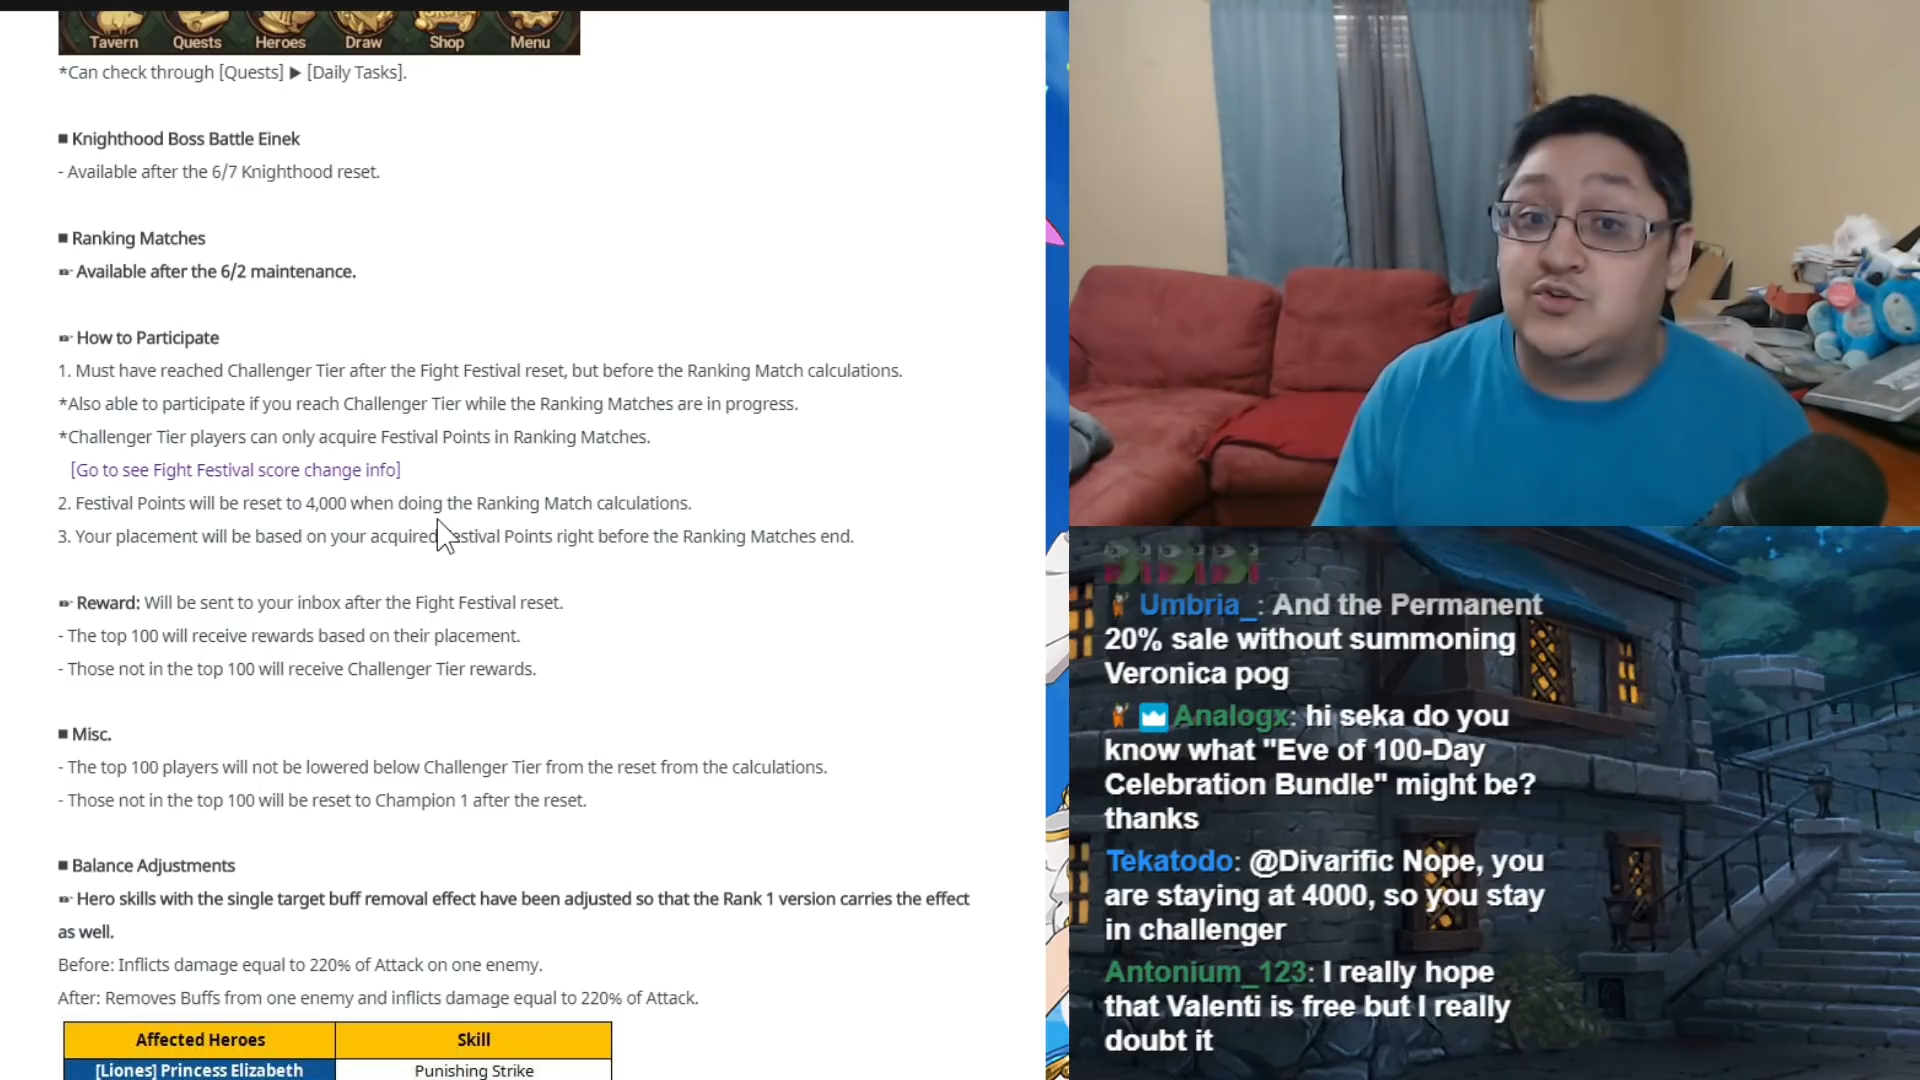 Tavern Quests Heroes Draw Shop Menu
*Can check through [Quests] ▶ [Daily Tasks].
■ Knighthood Boss Battle Einek
- Available after the 6/7 Knighthood reset.
■ Ranking Matches
☞ Available after the 6/2 maintenance.
☞ How to Participate
1. Must have reached Challenger Tier after the Fight Festival reset, but before the Ranking Match calculations.
*Also able to participate if you reach Challenger Tier while the Ranking Matches are in progress.
*Challenger Tier players can only acquire Festival Points in Ranking Matches.
[Go to see Fight Festival score change info]
2. Festival Points will be reset to 4,000 when doing the Ranking Match calculations.
3. Your placement will be based on your acquired Festival Points right before the Ranking Matches end.
☞ Reward: Will be sent to your inbox after the Fight Festival reset.
- The top 100 will receive rewards based on their placement.
- Those not in the top 100 will receive Challenger Tier rewards.
■ Misc.
- The top 100 players will not be lowered below Challenger Tier from the reset from the calculations.
- Those not in the top 100 will be reset to Champion 1 after the reset.
■ Balance Adjustments
☞ Hero skills with the single target buff removal effect have been adjusted so that the Rank 1 version carries the effect
as well.
Before: Inflicts damage equal to 220% of Attack on one enemy.
After: Removes Buffs from one enemy and inflicts damage equal to 220% of Attack.
Affected Heroes Skill
[Liones] Princess Elizabeth Punishing Strike
Umbria_: And the Permanent
20% sale without summoning
Veronica pog
Analogx: hi seka do you
know what "Eve of 100-Day
Celebration Bundle" might be?
thanks
Tekatodo: @Divarific Nope, you
are staying at 4000, so you stay
in challenger
Antonium_123: I really hope
that Valenti is free but I really
doubt it